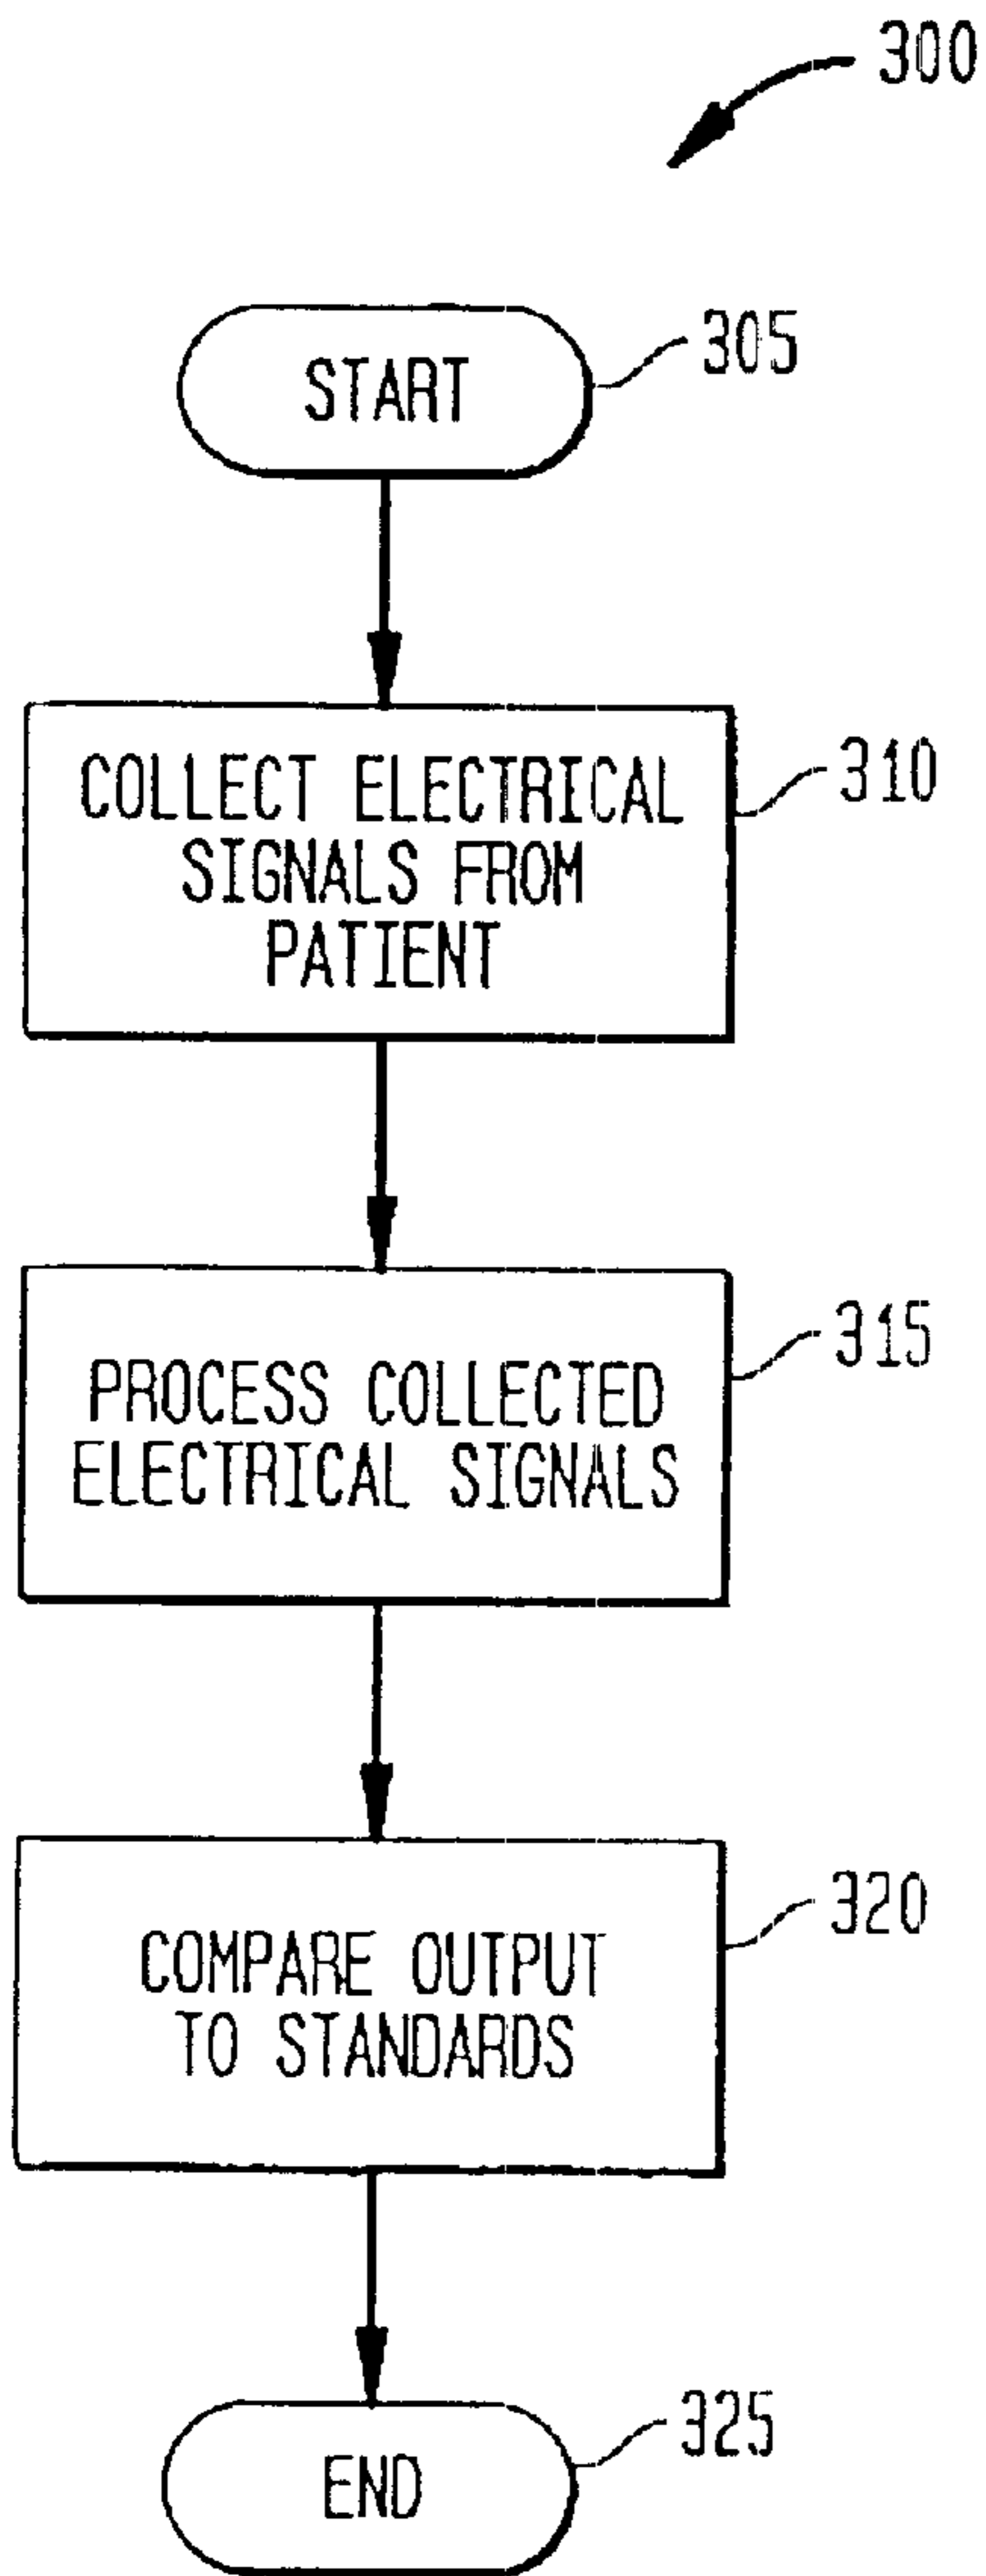 300
START
305
COLLECT ELECTRICAL
SIGNALS FROM
PATIENT
310
PROCESS COLLECTED
ELECTRICAL SIGNALS
315
COMPARE OUTPUT
TO STANDARDS
320
END
325